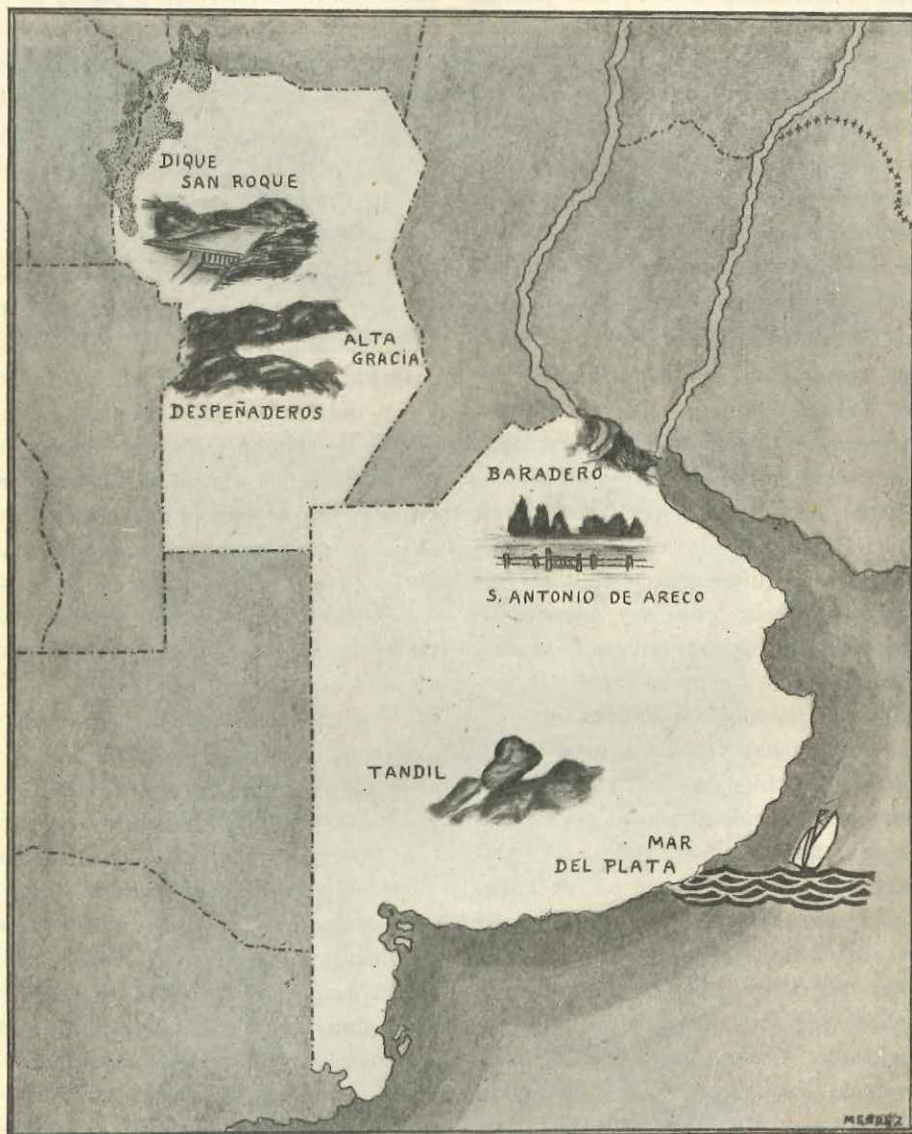 DIQUE
SAN ROQUE
ALTA
GRACIA
DESPEÑADEROS
BARADERO
S. ANTONIO DE ARECO
TANDIL
MAR
DEL PLATA